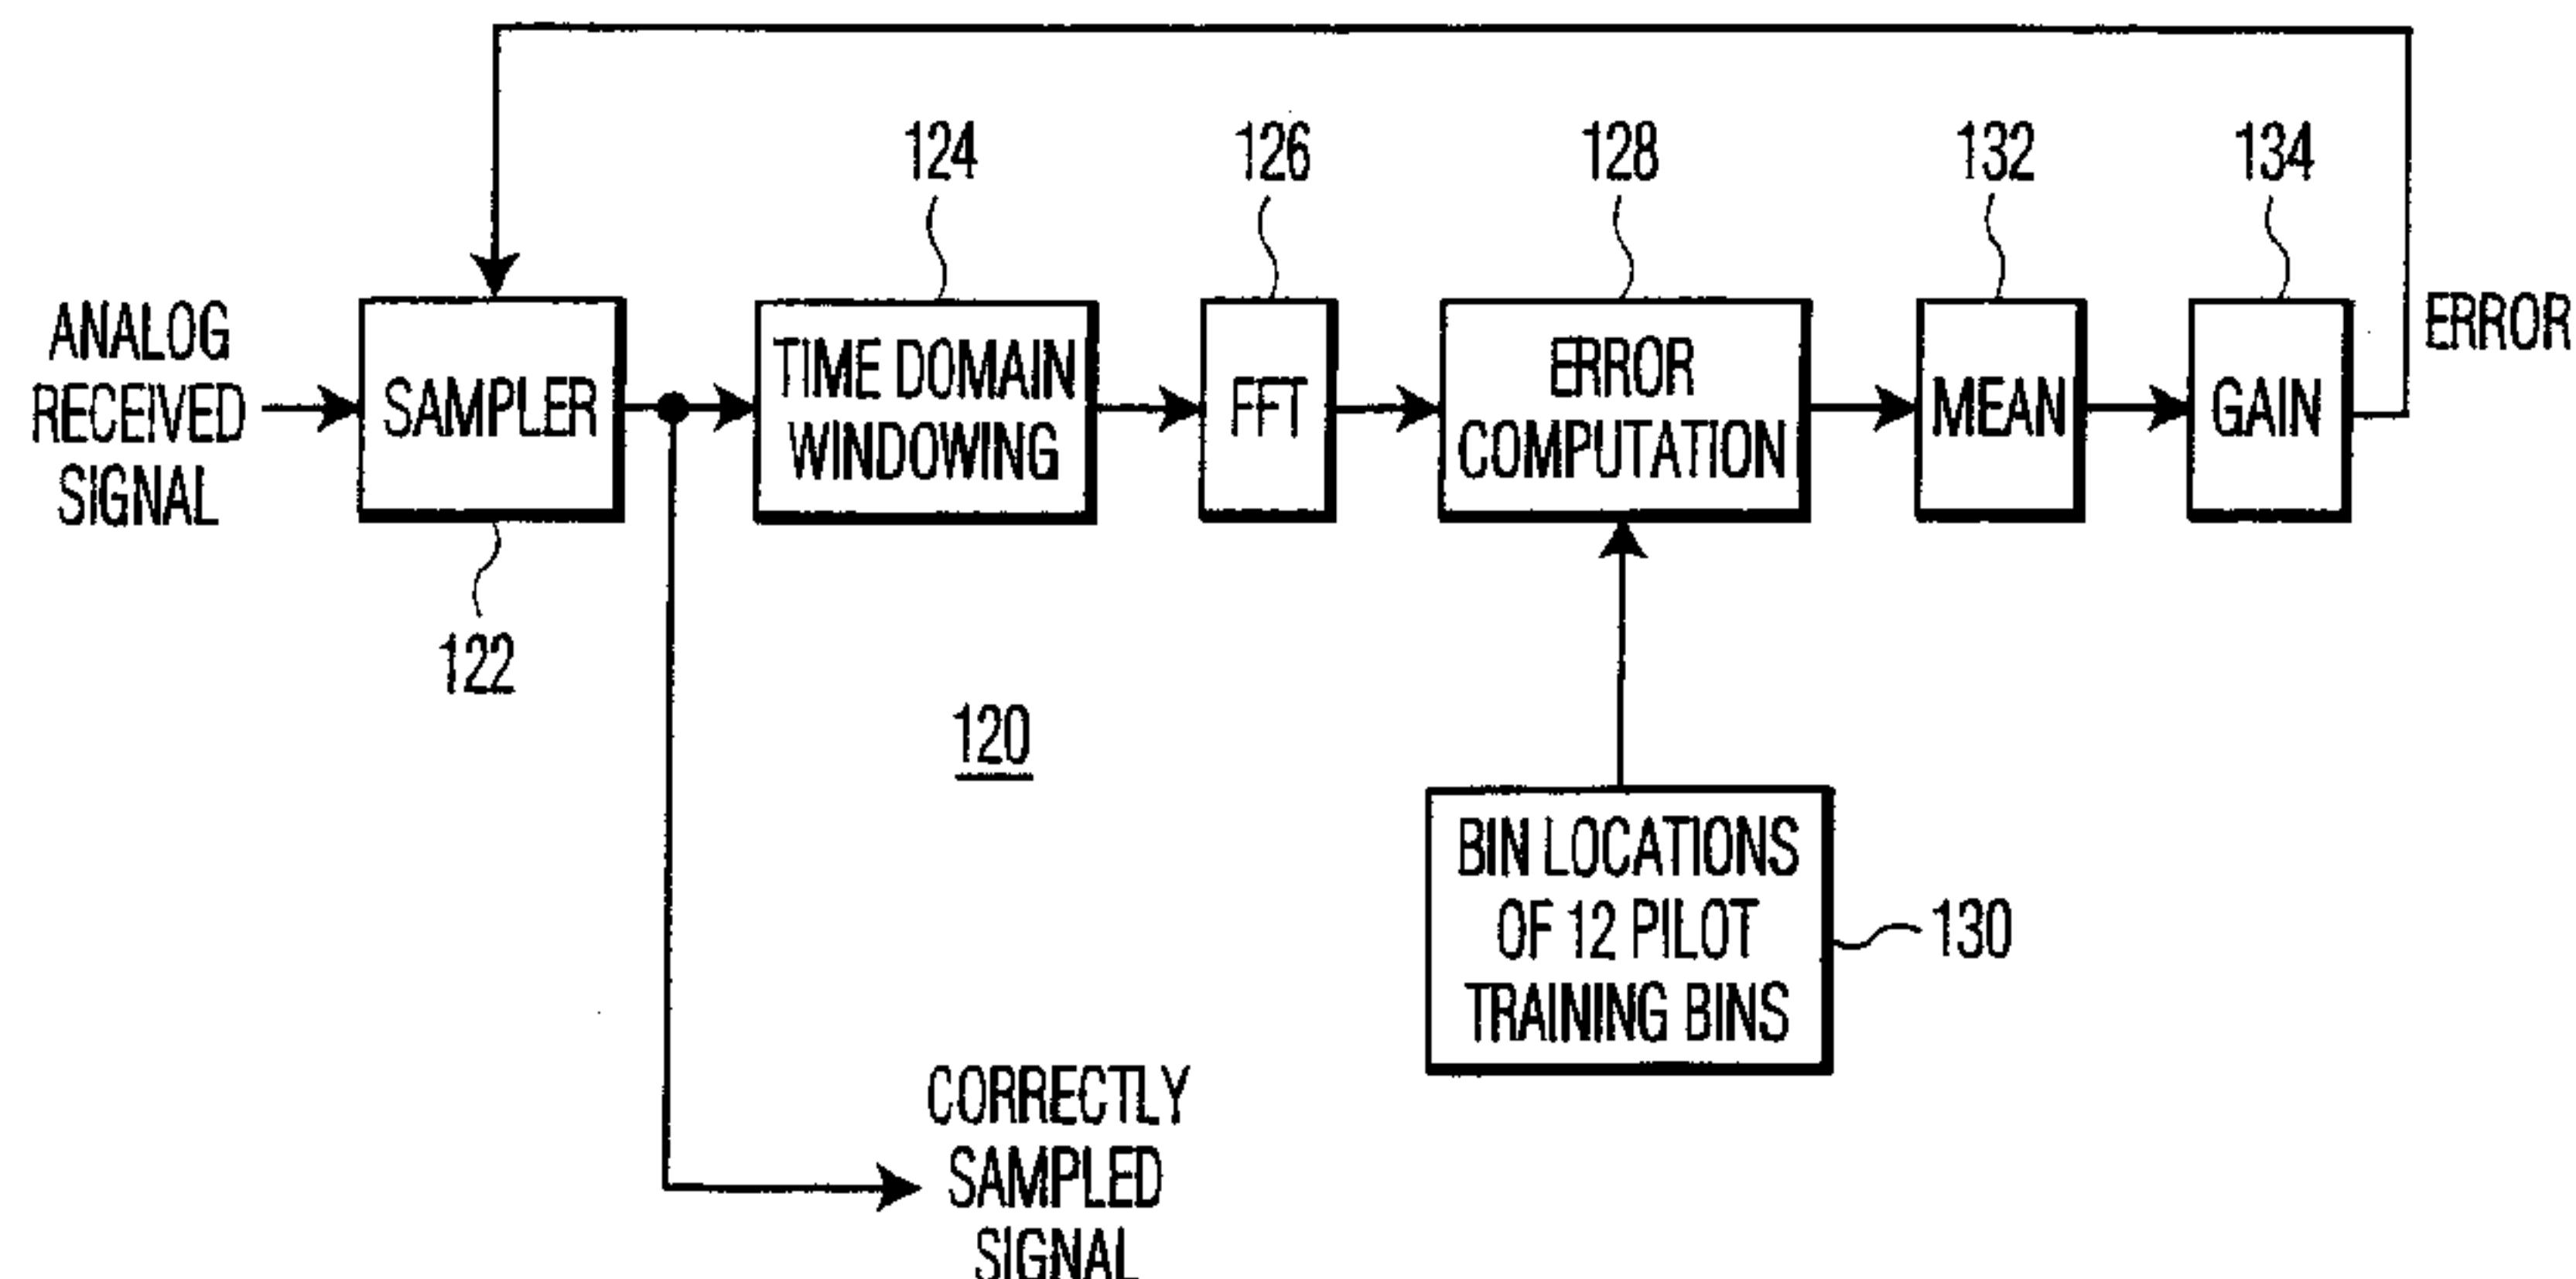 124
126
128
132
134
ANALOG
RECEIVED
SIGNAL
SAMPLER
TIME DOMAIN
WINDOWING
FFT
ERROR
COMPUTATION
MEAN
GAIN
ERROR
122
120
BIN LOCATIONS
OF 12 PILOT
TRAINING BINS
130
CORRECTLY
SAMPLED
SIGNAL